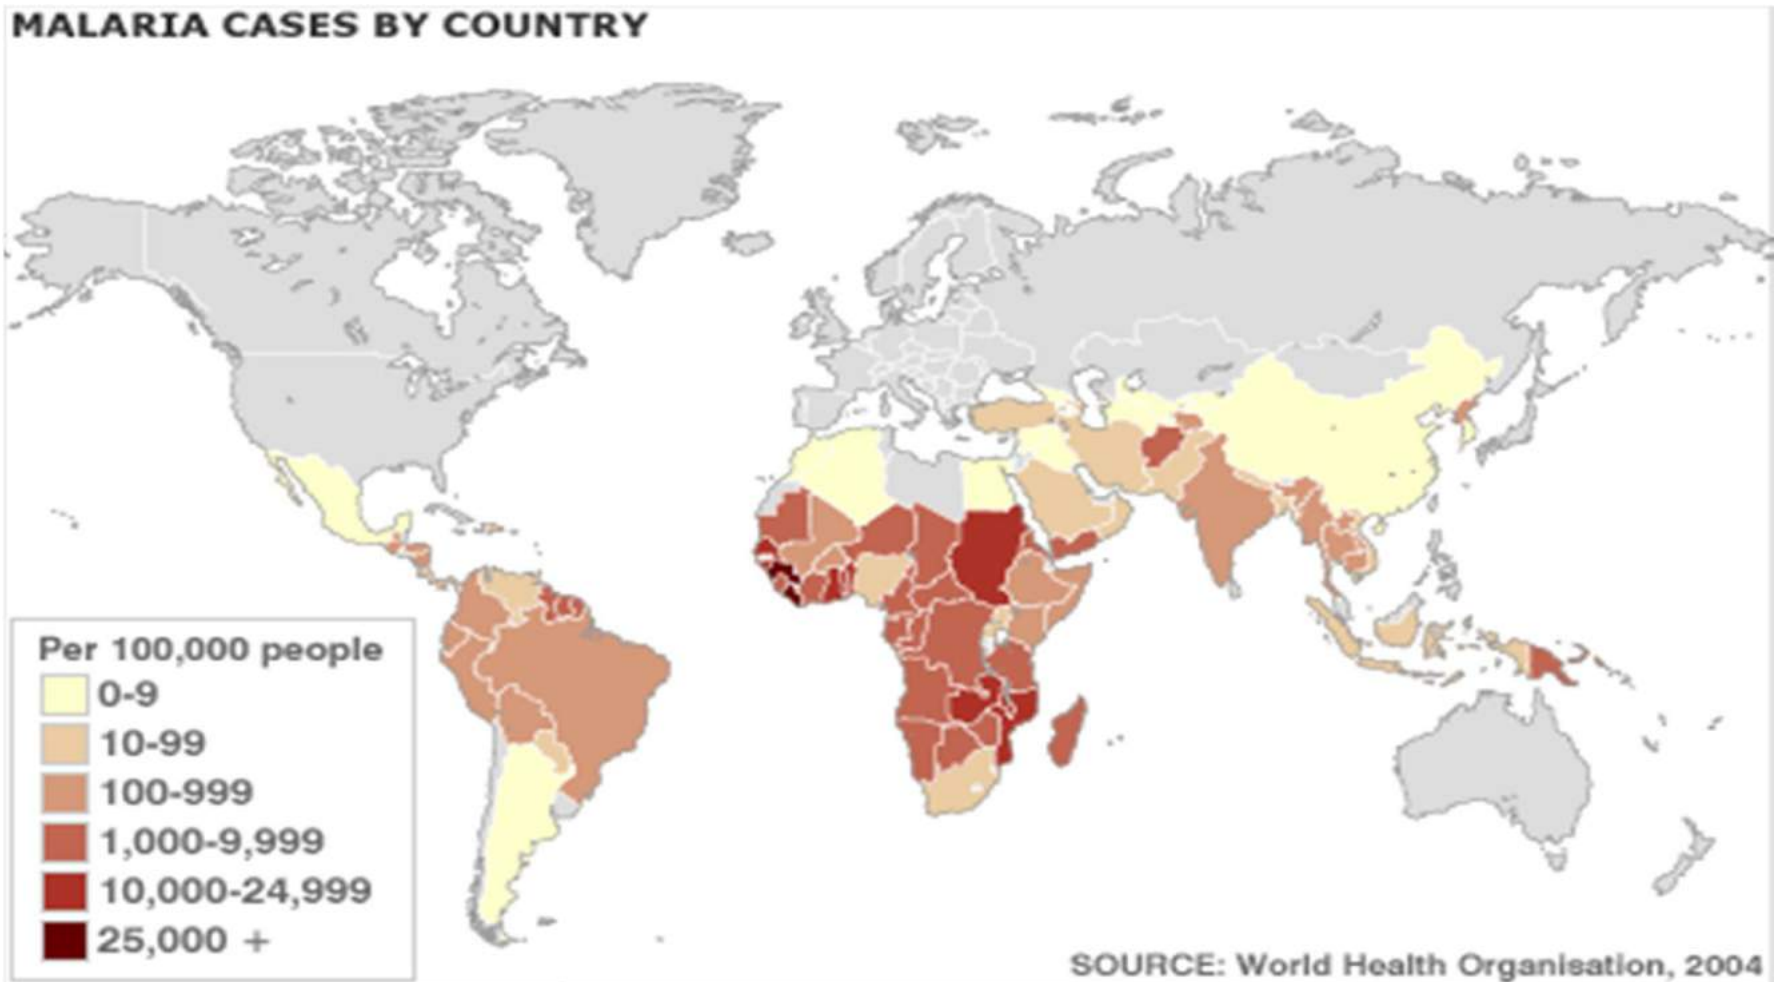 MALARIA CASES BY COUNTRY
Per 100,000 people
0-9
10-99
100-999
1,000-9,999
10,000-24,999
25,000 +
SOURCE: World Health Organisation, 2004